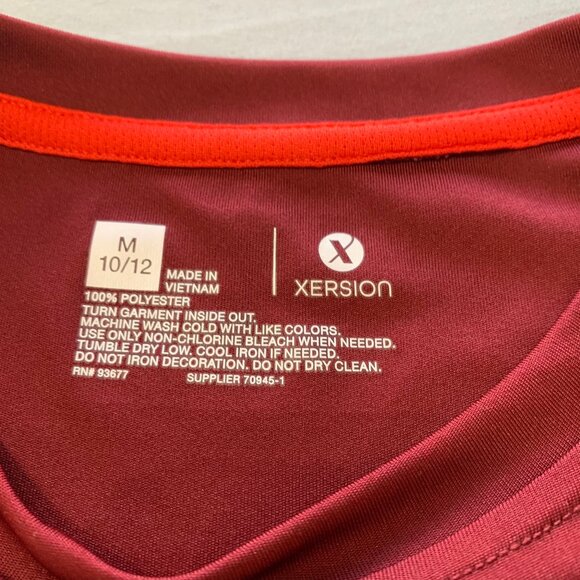 M
10/12
MADE IN
VIETNAM
X
XERSION
100% POLYESTER
TURN GARMENT INSIDE OUT.
MACHINE WASH COLD WITH LIKE COLORS.
USE ONLY NON-CHLORINE BLEACH WHEN NEEDED.
TUMBLE DRY LOW. COOL IRON IF NEEDED.
DO NOT IRON DECORATION. DO NOT DRY CLEAN.
RN# 93677 SUPPLIER 70945-1